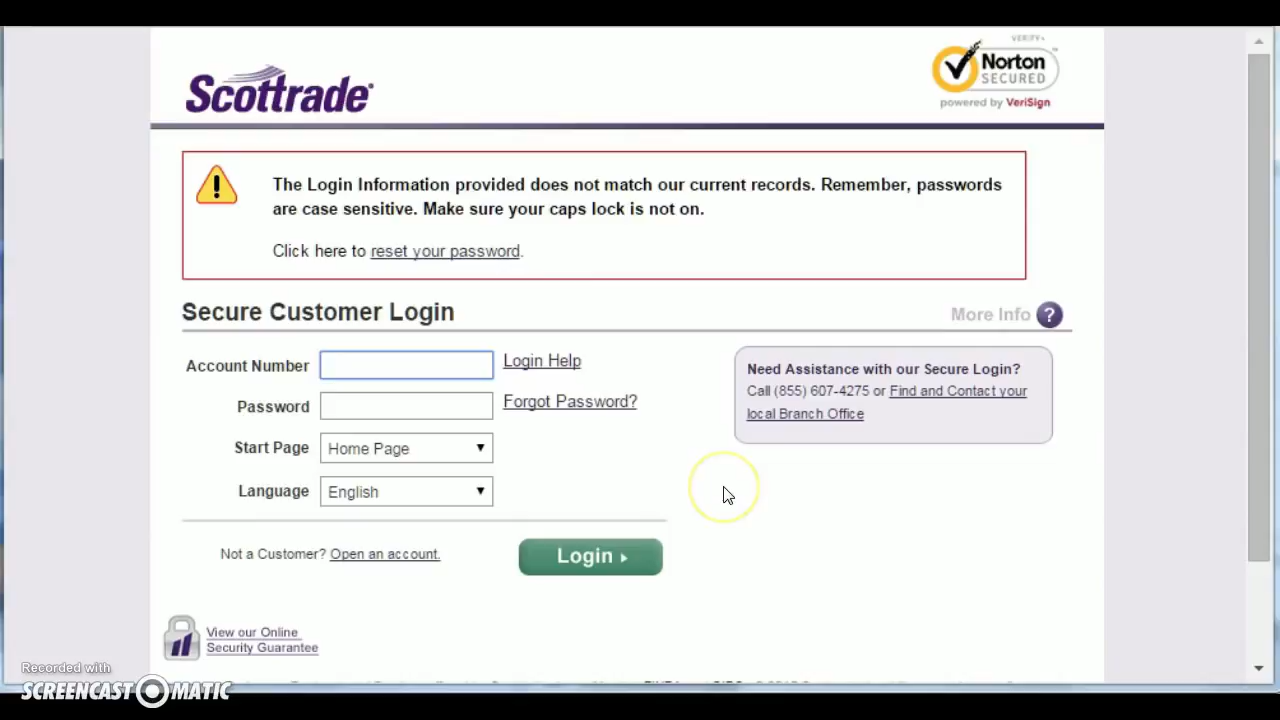 Scottrade
VERIFY
Norton
SECURED
powered by VeriSign
The Login Information provided does not match our current records. Remember, passwords
are case sensitive. Make sure your caps lock is not on.
Click here to reset your password.
Secure Customer Login
More Info ?
Account Number
Login Help
Password
Forgot Password?
Start Page
Home Page
Language
English
Need Assistance with our Secure Login?
Call (855) 607-4275 or Find and Contact your
local Branch Office
Not a Customer? Open an account.
Login
View our Online
Security Guarantee
Recorded with
SCREENCAST MATIC